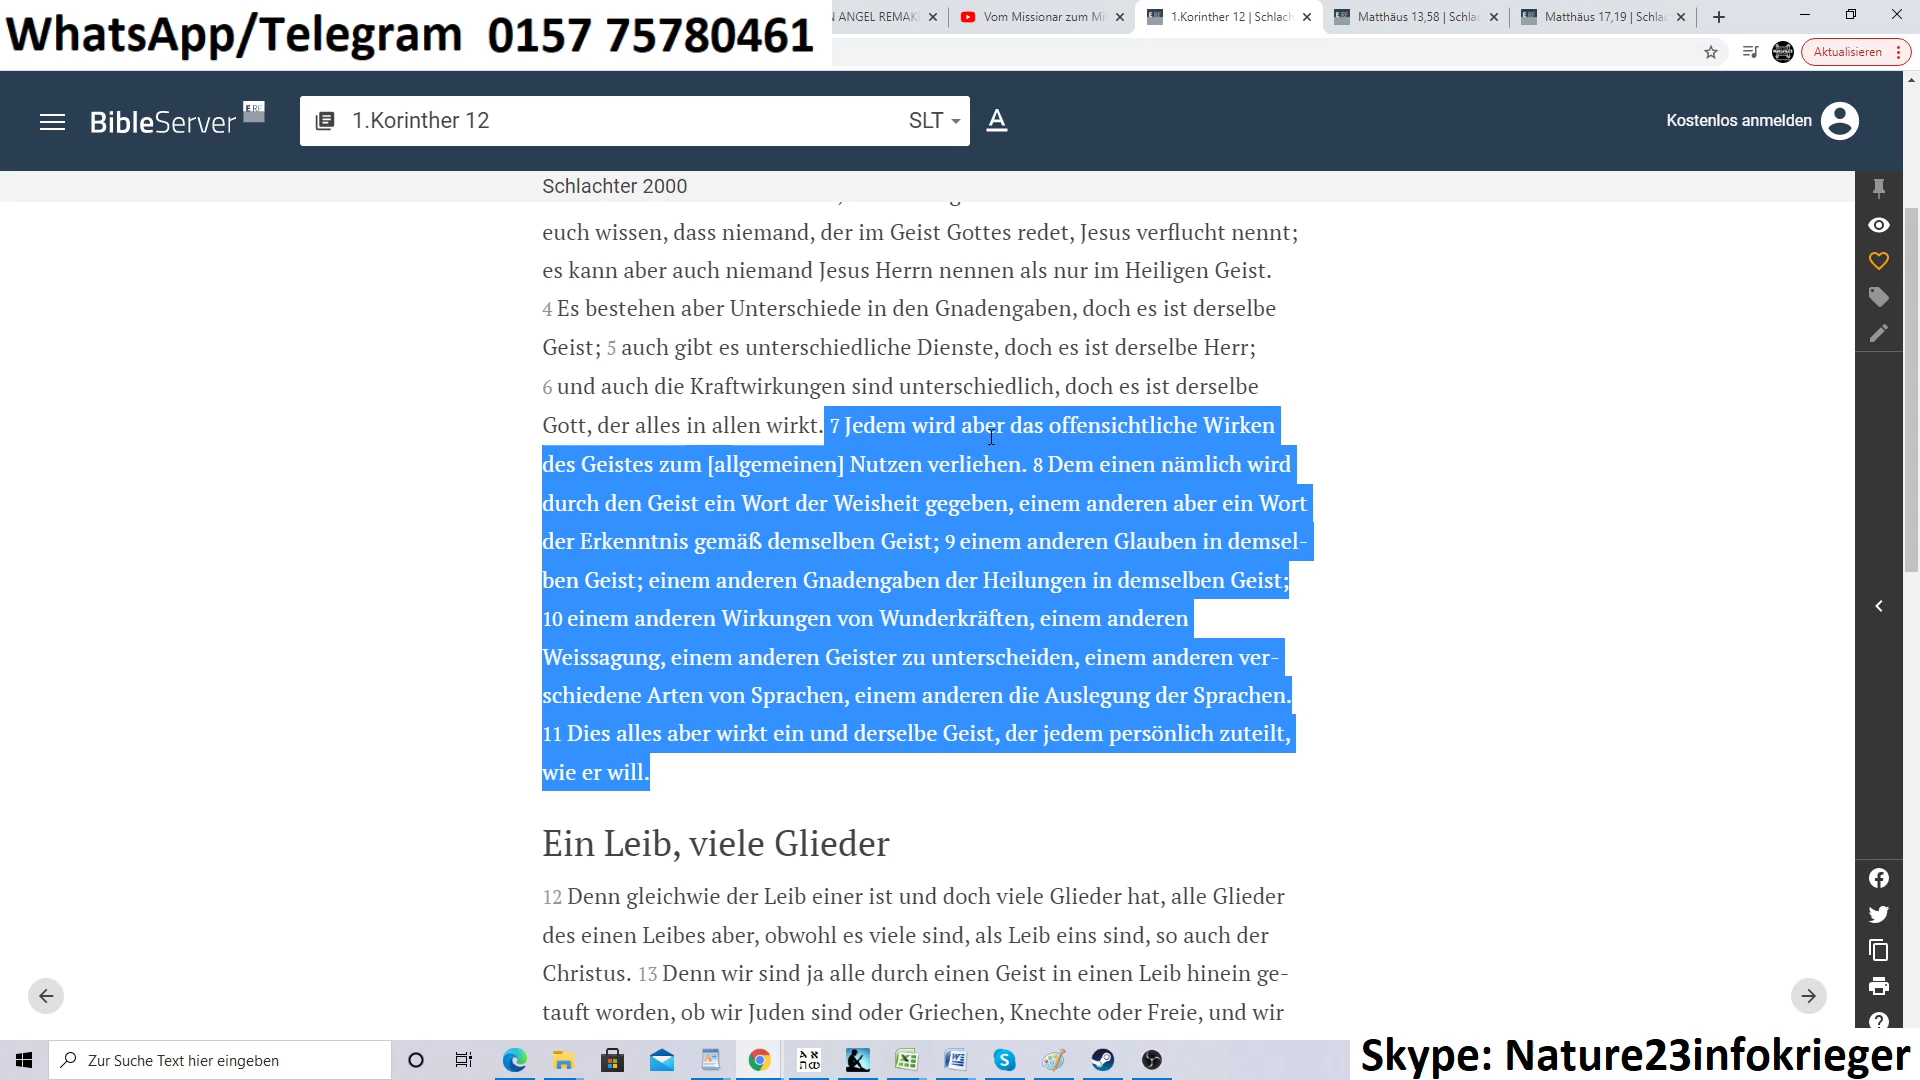 WhatsApp/Telegram 0157 75780461
N ANGEL REMAK
Vom Missionar zum Mi
1.Korinther 12 | Schlach
Matthäus 13,58 | Schlac
Matthäus 17,19 | Schlac
Aktualisieren
BibleServer
1.Korinther 12
SLT
A
Kostenlos anmelden
Schlachter 2000
euch wissen, dass niemand, der im Geist Gottes redet, Jesus verflucht nennt;
es kann aber auch niemand Jesus Herrn nennen als nur im Heiligen Geist.
4 Es bestehen aber Unterschiede in den Gnadengaben, doch es ist derselbe
Geist; 5 auch gibt es unterschiedliche Dienste, doch es ist derselbe Herr;
6 und auch die Kraftwirkungen sind unterschiedlich, doch es ist derselbe
Gott, der alles in allen wirkt. 7 Jedem wird aber das offensichtliche Wirken
des Geistes zum [allgemeinen] Nutzen verliehen. 8 Dem einen nämlich wird
durch den Geist ein Wort der Weisheit gegeben, einem anderen aber ein Wort
der Erkenntnis gemäß demselben Geist; 9 einem anderen Glauben in demsel-
ben Geist; einem anderen Gnadengaben der Heilungen in demselben Geist;
10 einem anderen Wirkungen von Wunderkräften, einem anderen
Weissagung, einem anderen Geister zu unterscheiden, einem anderen ver-
schiedene Arten von Sprachen, einem anderen die Auslegung der Sprachen.
11 Dies alles aber wirkt ein und derselbe Geist, der jedem persönlich zuteilt,
wie er will.
Ein Leib, viele Glieder
12 Denn gleichwie der Leib einer ist und doch viele Glieder hat, alle Glieder
des einen Leibes aber, obwohl es viele sind, als Leib eins sind, so auch der
Christus. 13 Denn wir sind ja alle durch einen Geist in einen Leib hinein ge-
tauft worden, ob wir Juden sind oder Griechen, Knechte oder Freie, und wir
Zur Suche Text hier eingeben
Skype: Nature23infokrieger